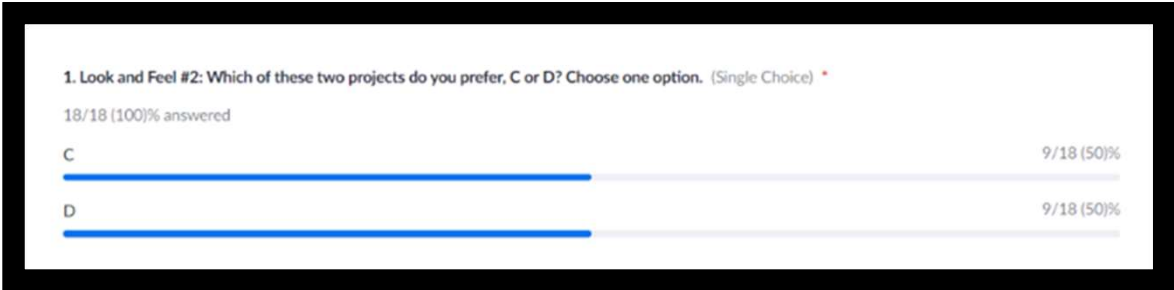 1. Look and Feel #2: Which of these two projects do you prefer, C or D? Choose one option. (Single Choice) *
18/18 (100)% answered
C 9/18 (50)%
D 9/18 (50)%